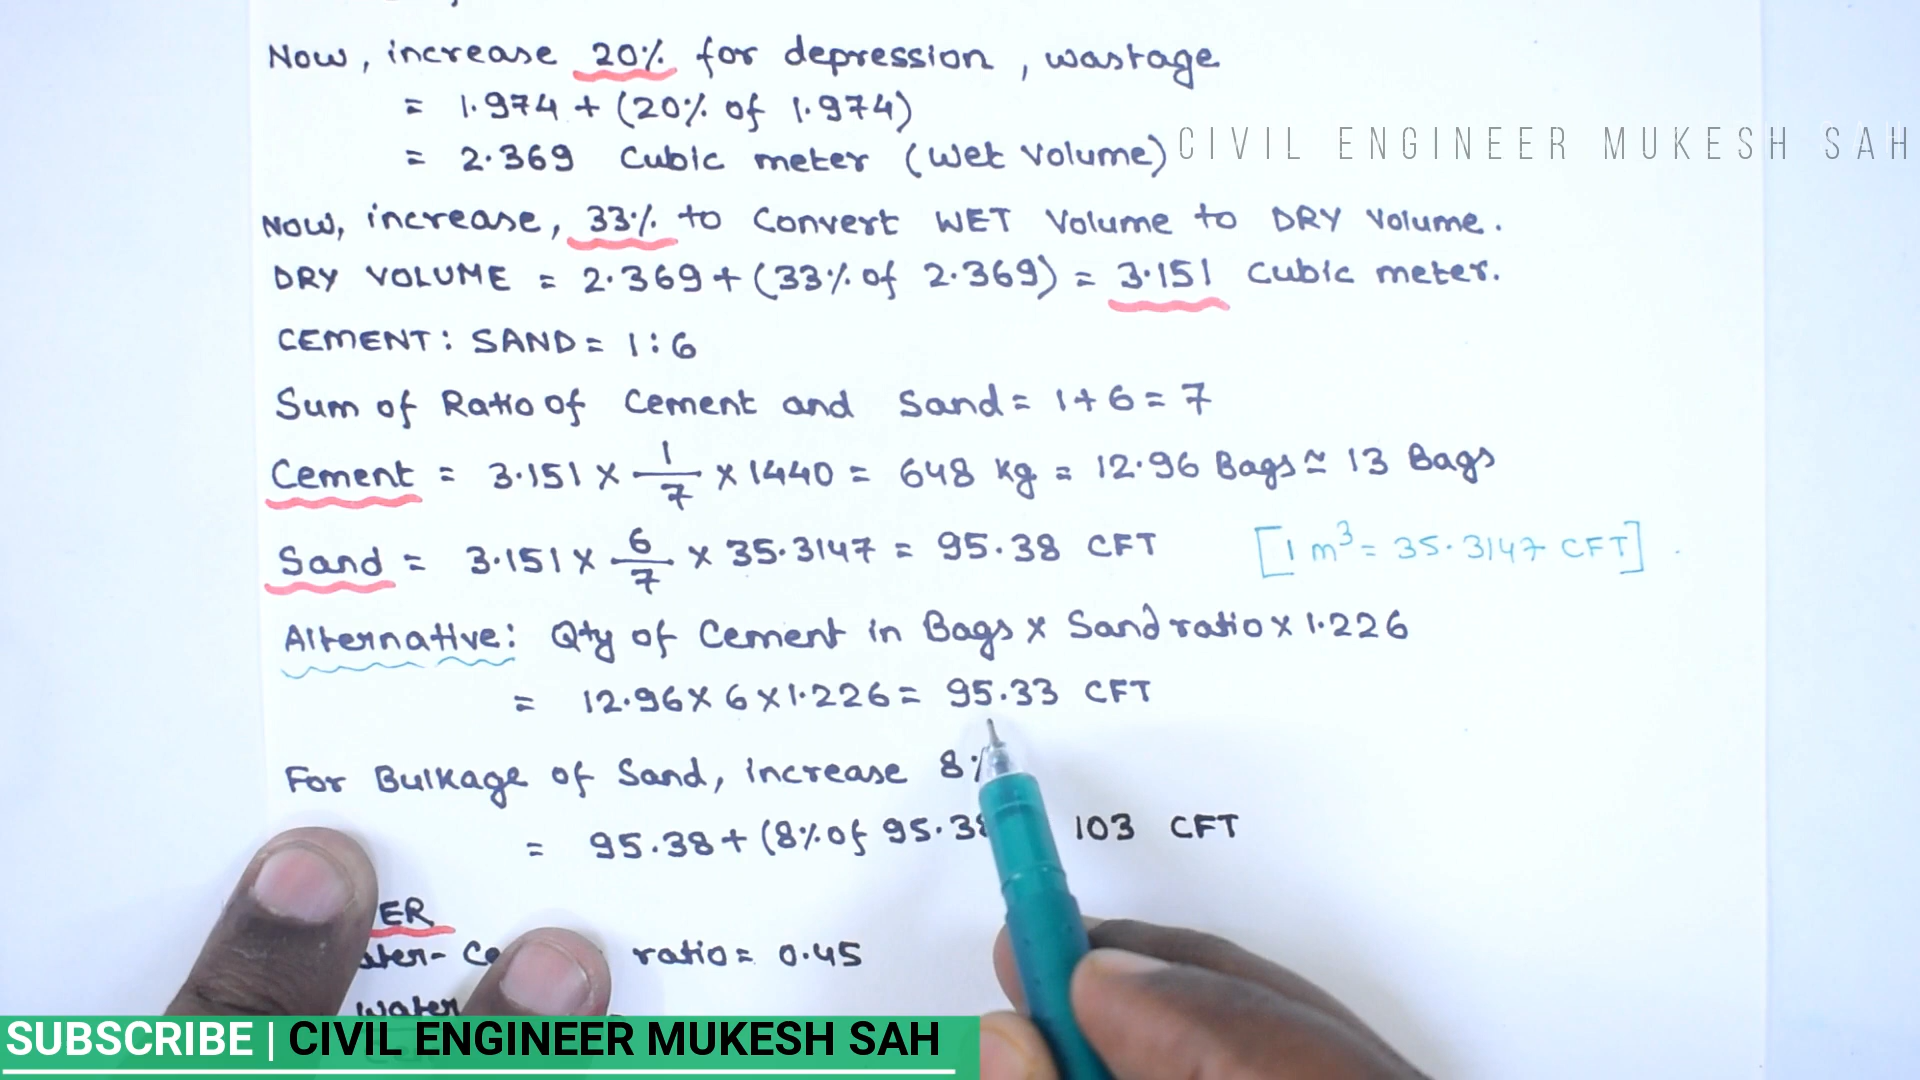 Now, increase 20% for depression, wastage
= 1.974 + (20% of 1.974)
= 2.369 Cubic meter (Wet Volume)
CIVIL ENGINEER MUKESH SAH
Now, increase, 33% to Convert WET Volume to DRY Volume.
DRY VOLUME = 2.369 + (33% of 2.369) = 3.151 Cubic meter.
CEMENT : SAND = 1 : 6
Sum of Ratio of Cement and Sand = 1 + 6 = 7
Cement = 3.151 × 1/7 × 1440 = 648 Kg = 12.96 Bags ≃ 13 Bags
Sand = 3.151 × 6/7 × 35.3147 = 95.38 CFT [1 m³ = 35.3147 CFT]
Alternative: Qty of Cement in Bags × Sand ratio × 1.226
= 12.96 × 6 × 1.226 = 95.33 CFT
For Bulkage of Sand, increase 8%
= 95.38 + (8% of 95.38 103 CFT
ER
ratio = 0.45
water
SUBSCRIBE | CIVIL ENGINEER MUKESH SAH